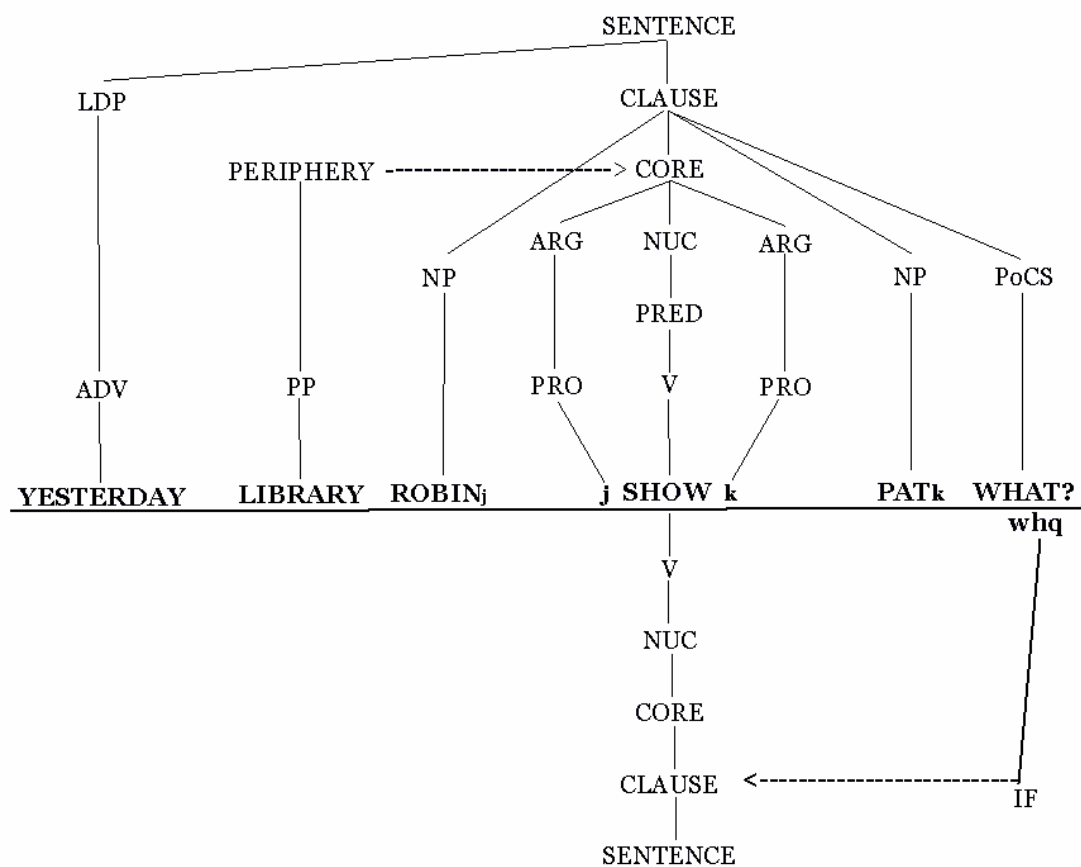 SENTENCE
LDP CLAUSE
PERIPHERY CORE
ARG NUC ARG
NP NP PoCS
PRED
ADV PP PRO V PRO
YESTERDAY LIBRARY ROBINj j SHOW k PATk WHAT?
whq
V
NUC
CORE
CLAUSE IF
SENTENCE